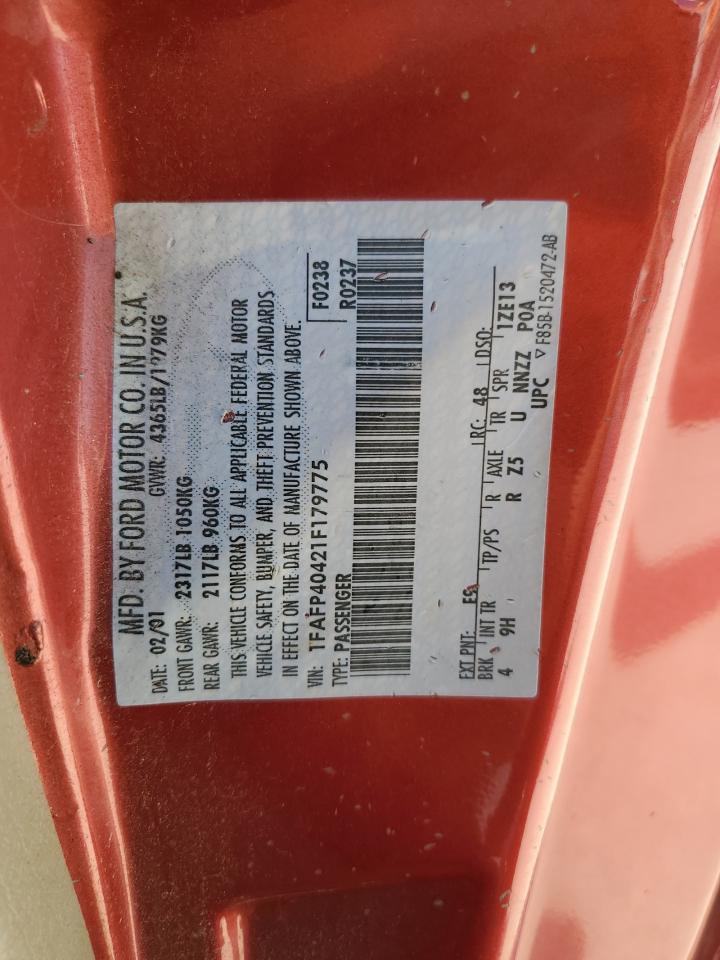 MFD. BY FORD MOTOR CO. IN U.S.A.
DATE: 02/01 GVWR: 4365LB/1979KG
FRONT GAWR: 2317LB 1050KG
REAR GAWR: 2117LB 960KG
THIS VEHICLE CONFORMS TO ALL APPLICABLE FEDERAL MOTOR
VEHICLE SAFETY, BUMPER, AND THEFT PREVENTION STANDARDS
IN EFFECT ON THE DATE OF MANUFACTURE SHOWN ABOVE.
VIN: 1FAFP40421F179775 F0238
TYPE: PASSENGER R0237
EXT PNT: RC: 48 DSO:
BRK INT TR TP/PS R AXLE TR SPR 1ZE13
4 9H R Z5 U NNZZ POA
UPC ▽ F85B-1520472-AB